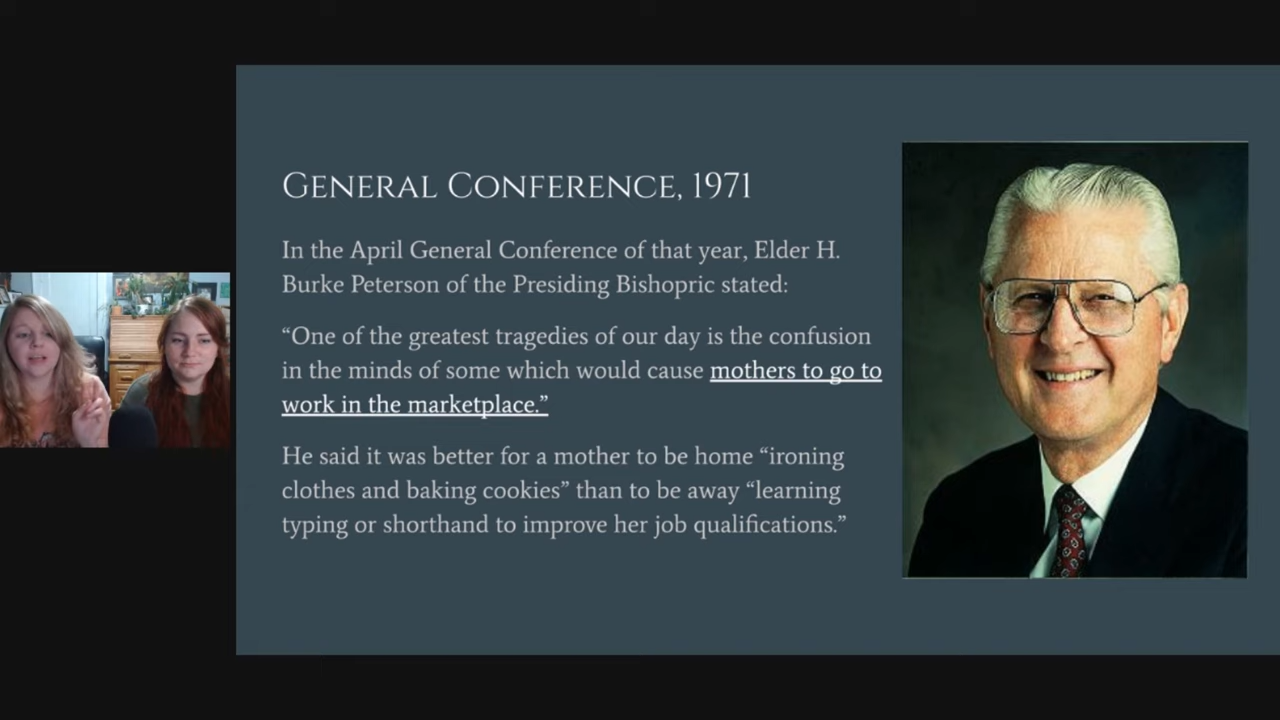 General Conference, 1971
In the April General Conference of that year, Elder H.
Burke Peterson of the Presiding Bishopric stated:
“One of the greatest tragedies of our day is the confusion
in the minds of some which would cause mothers to go to
work in the marketplace.”
He said it was better for a mother to be home “ironing
clothes and baking cookies” than to be away “learning
typing or shorthand to improve her job qualifications.”